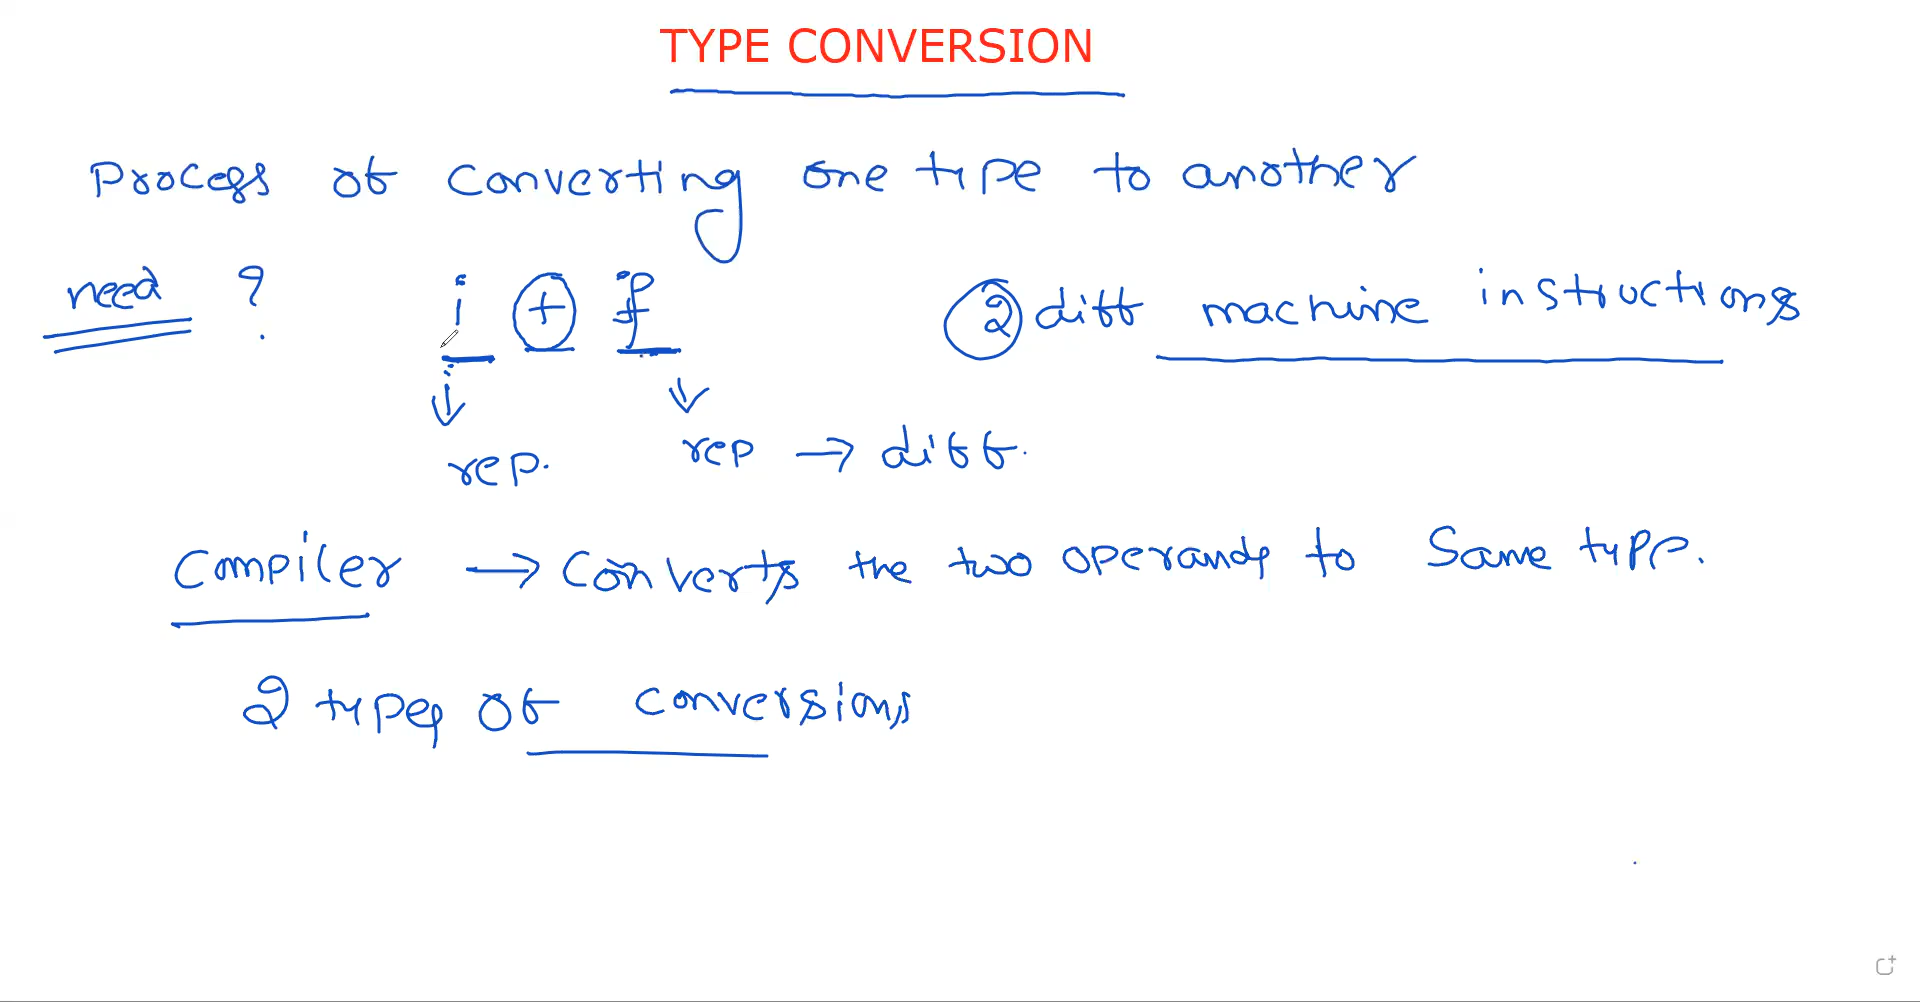 TYPE CONVERSION
Process of converting one type to another
need ? i + f 2 diff machine instructions
rep. rep → diff.
Compiler → converts the two operands to same type.
2 types of conversions